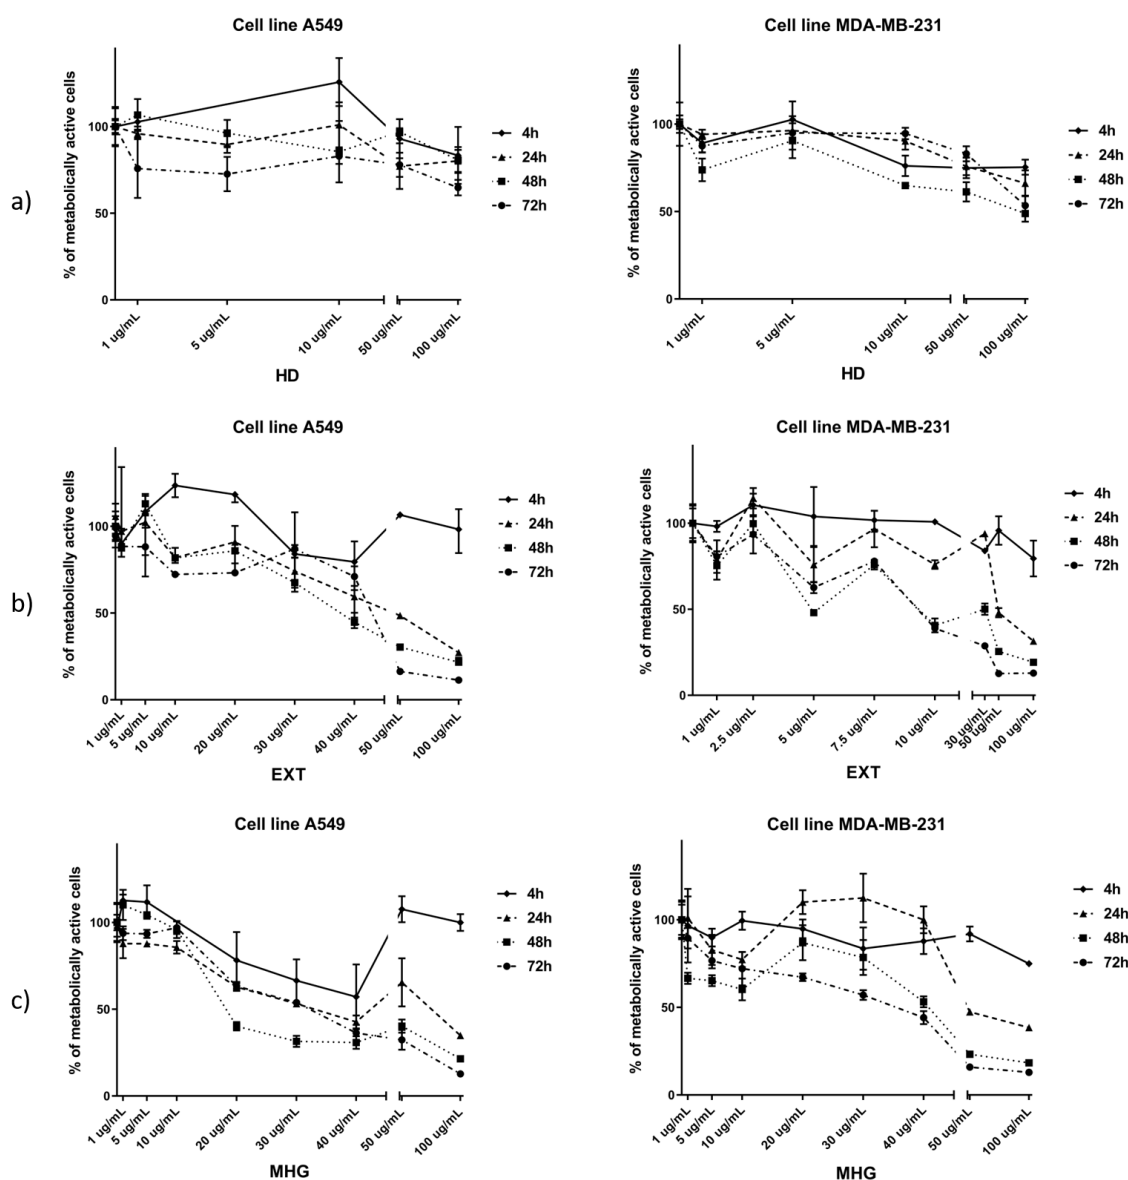 Cell line A549
% of metabolically active cells
100
50
0
1 ug/mL
5 ug/mL
10 ug/mL
50 ug/mL
100 ug/mL
HD
4h
24h
48h
72h
a)
Cell line MDA-MB-231
% of metabolically active cells
100
50
0
1 ug/mL
5 ug/mL
10 ug/mL
50 ug/mL
100 ug/mL
HD
4h
24h
48h
72h
Cell line A549
% of metabolically active cells
100
50
0
1 ug/mL
5 ug/mL
10 ug/mL
20 ug/mL
30 ug/mL
40 ug/mL
50 ug/mL
100 ug/mL
EXT
4h
24h
48h
72h
b)
Cell line MDA-MB-231
% of metabolically active cells
100
50
0
1 ug/mL
2.5 ug/mL
5 ug/mL
7.5 ug/mL
10 ug/mL
30 ug/mL
50 ug/mL
100 ug/mL
EXT
4h
24h
48h
72h
Cell line A549
% of metabolically active cells
100
50
0
1 ug/mL
5 ug/mL
10 ug/mL
20 ug/mL
30 ug/mL
40 ug/mL
50 ug/mL
100 ug/mL
MHG
4h
24h
48h
72h
c)
Cell line MDA-MB-231
% of metabolically active cells
100
50
0
1 ug/mL
5 ug/mL
10 ug/mL
20 ug/mL
30 ug/mL
40 ug/mL
50 ug/mL
100 ug/mL
MHG
4h
24h
48h
72h